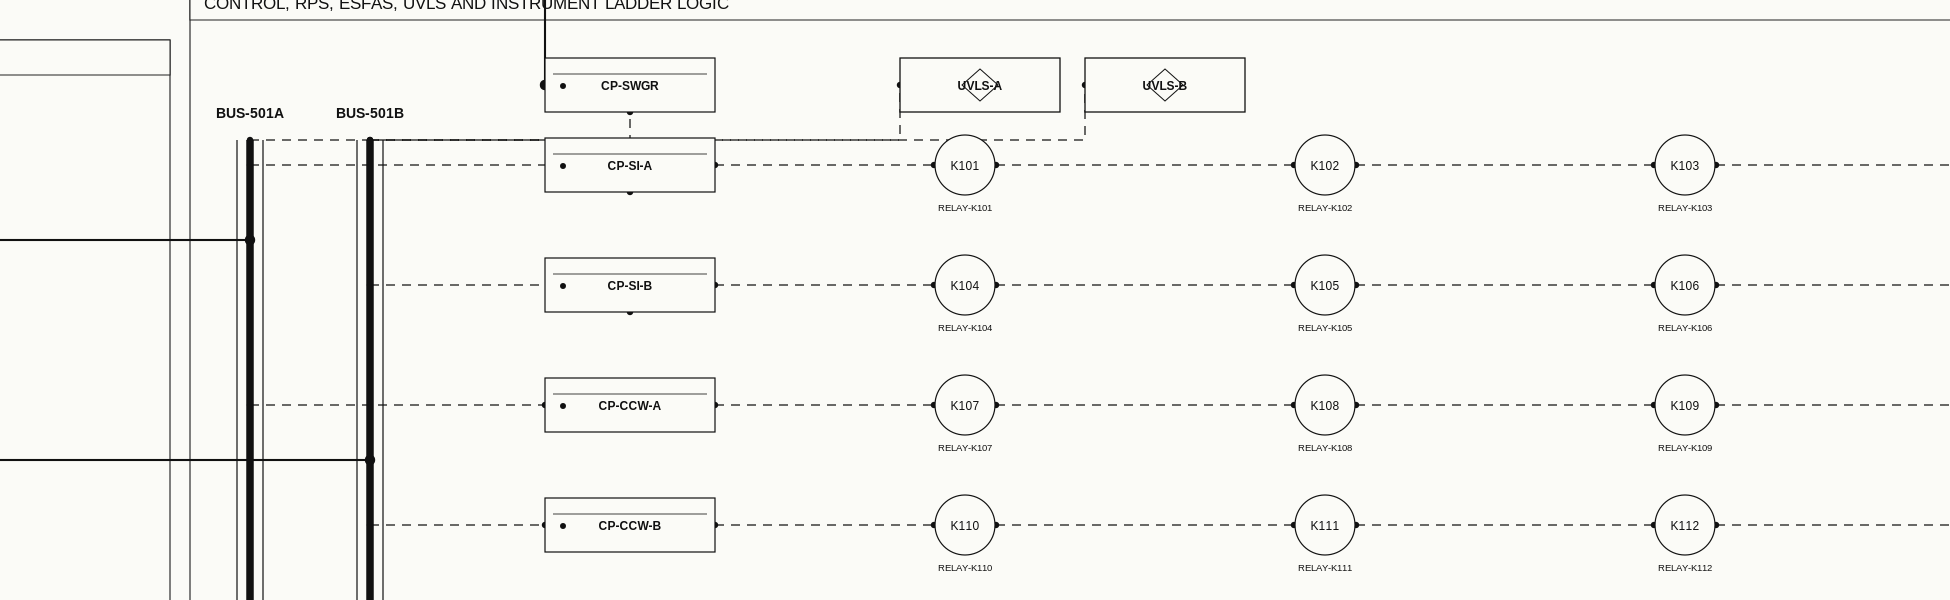 CONTROL, RPS, ESFAS, UVLS AND INSTRUMENT LADDER LOGIC
CP-SWGR
UVLS-A
UVLS-B
BUS-501A
BUS-501B
CP-SI-A
K101
K102
K103
RELAY-K101
RELAY-K102
RELAY-K103
CP-SI-B
K104
K105
K106
RELAY-K104
RELAY-K105
RELAY-K106
CP-CCW-A
K107
K108
K109
RELAY-K107
RELAY-K108
RELAY-K109
CP-CCW-B
K110
K111
K112
RELAY-K110
RELAY-K111
RELAY-K112